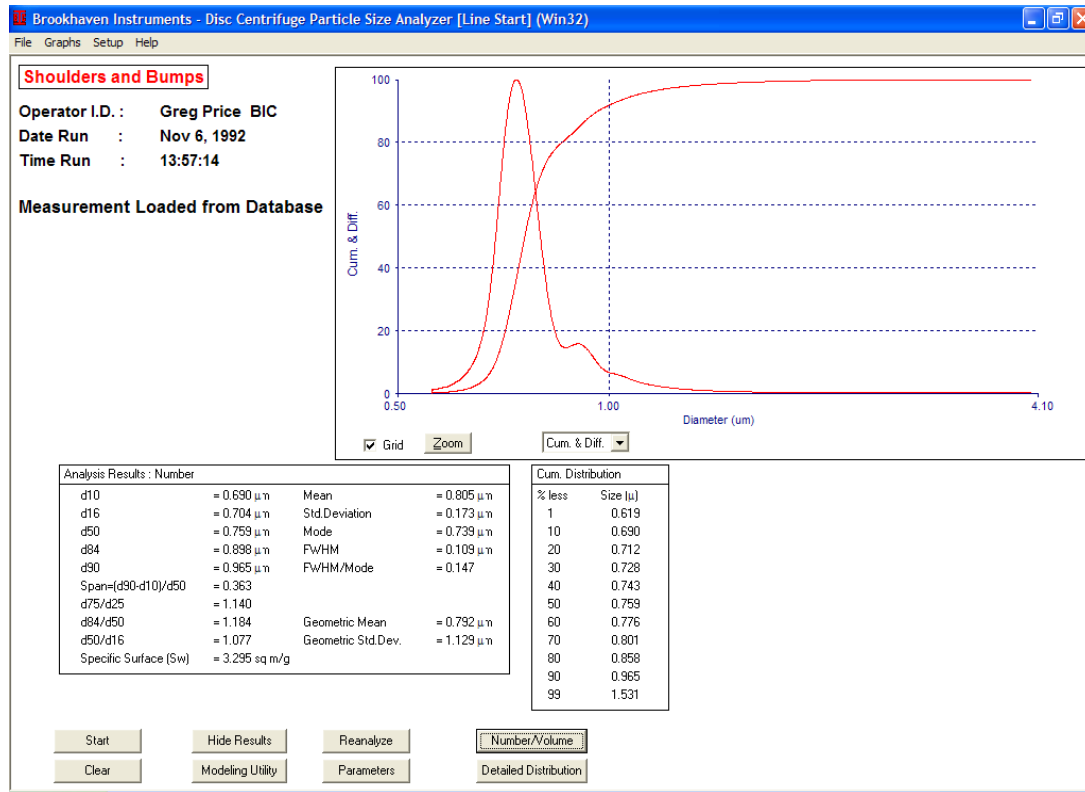 Brookhaven Instruments - Disc Centrifuge Particle Size Analyzer [Line Start] (Win32)
File Graphs Setup Help
Shoulders and Bumps
Operator I.D. : Greg Price BIC
Date Run : Nov 6, 1992
Time Run : 13:57:14
Measurement Loaded from Database
100
80
60
40
20
0
Cum. & Diff.
0.50 1.00 4.10
Diameter (um)
Grid Zoom Cum. & Diff.
Analysis Results : Number
d10 = 0.690 µm Mean = 0.805 µm
d16 = 0.704 µm Std.Deviation = 0.173 µm
d50 = 0.759 µm Mode = 0.739 µm
d84 = 0.898 µm FWHM = 0.109 µm
d90 = 0.965 µm FWHM/Mode = 0.147
Span=(d90-d10)/d50 = 0.363
d75/d25 = 1.140
d84/d50 = 1.184 Geometric Mean = 0.792 µm
d50/d16 = 1.077 Geometric Std.Dev. = 1.129 µm
Specific Surface (Sw) = 3.295 sq m/g
Cum. Distribution
% less Size (µ)
1 0.619
10 0.690
20 0.712
30 0.728
40 0.743
50 0.759
60 0.776
70 0.801
80 0.858
90 0.965
99 1.531
Start Hide Results Reanalyze Number/Volume
Clear Modeling Utility Parameters Detailed Distribution